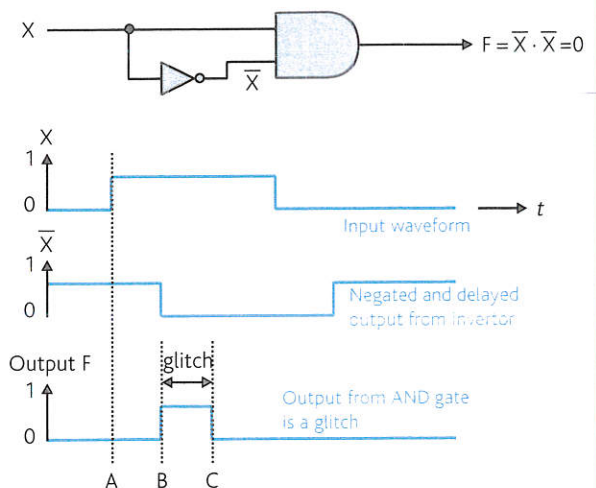 X
X̅
F = X̅ · X̅ =0
X
1
0
t
Input waveform
X̅
1
0
Negated and delayed
output from invertor
Output F
glitch
1
0
Output from AND gate
is a glitch
A
B
C